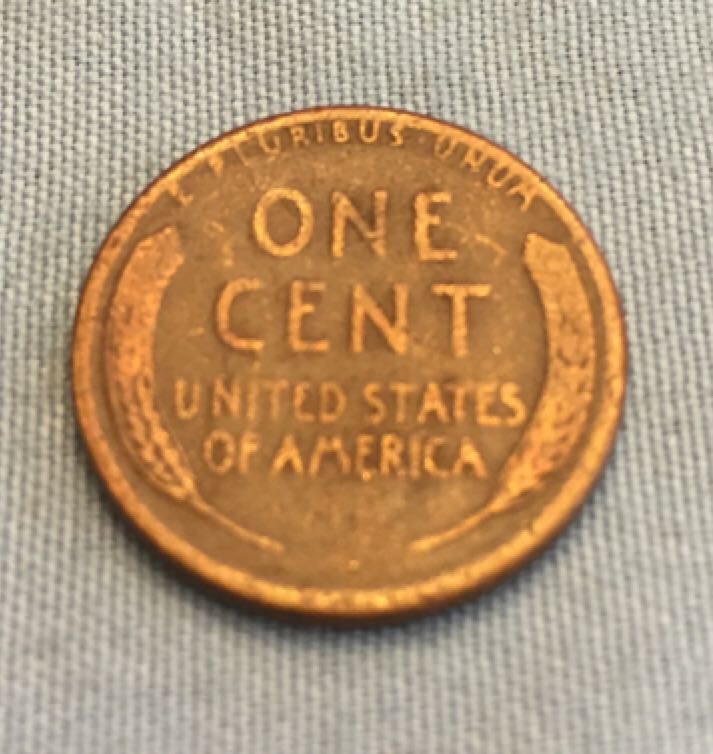 E PLURIBUS UNUM
ONE
CENT
UNITED STATES
OF AMERICA